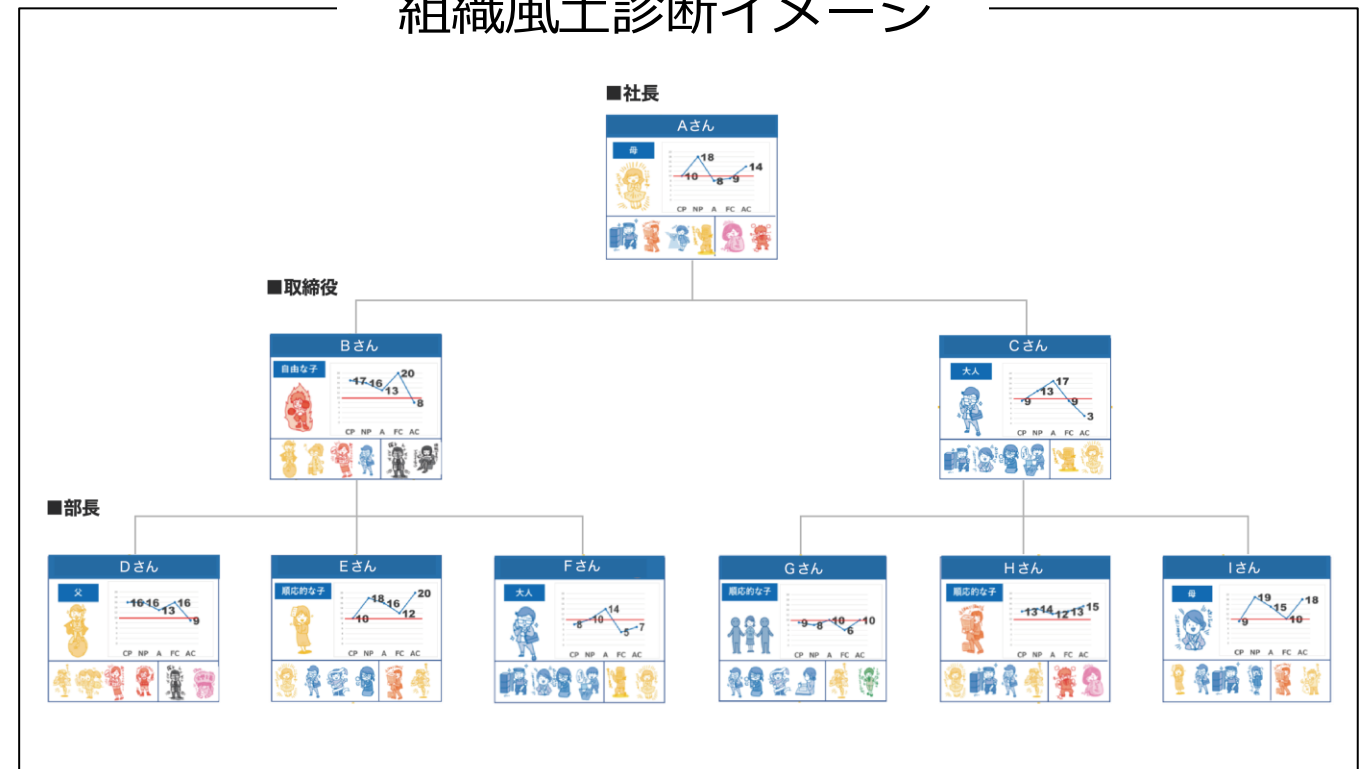 組織風土診断イメージ
■社長
Aさん
母
18
14
10
8
9
CP NP A FC AC
■取締役
Bさん
自由な子
17
16
13
20
8
CP NP A FC AC
Cさん
大人
9
13
17
9
3
CP NP A FC AC
■部長
Dさん
父
16
16
13
16
9
CP NP A FC AC
Eさん
順応的な子
10
18
16
12
20
CP NP A FC AC
Fさん
大人
8
10
14
5
7
CP NP A FC AC
Gさん
順応的な子
9
8
10
6
10
CP NP A FC AC
Hさん
順応的な子
13
14
12
13
15
CP NP A FC AC
Iさん
母
9
19
15
10
18
CP NP A FC AC